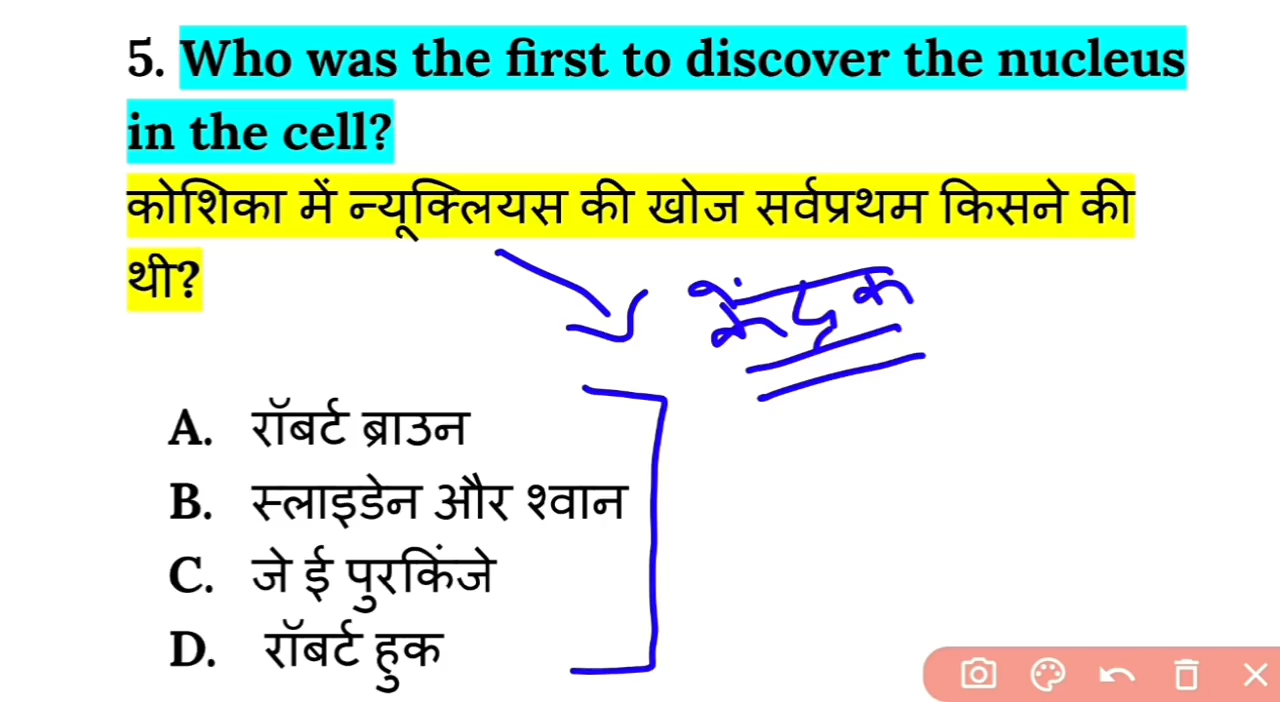 5. Who was the first to discover the nucleus
in the cell?
कोशिका में न्यूक्लियस की खोज सर्वप्रथम किसने की
थी?
केंद्रक
A. रॉबर्ट ब्राउन
B. स्लाइडेन और श्वान
C. जे ई पुरकिंजे
D. रॉबर्ट हुक